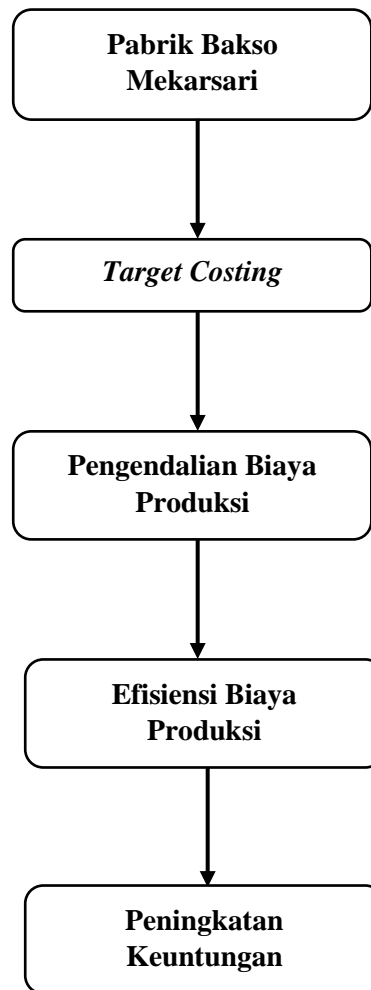 Pabrik Bakso
Mekarsari
Target Costing
Pengendalian Biaya
Produksi
Efisiensi Biaya
Produksi
Peningkatan
Keuntungan